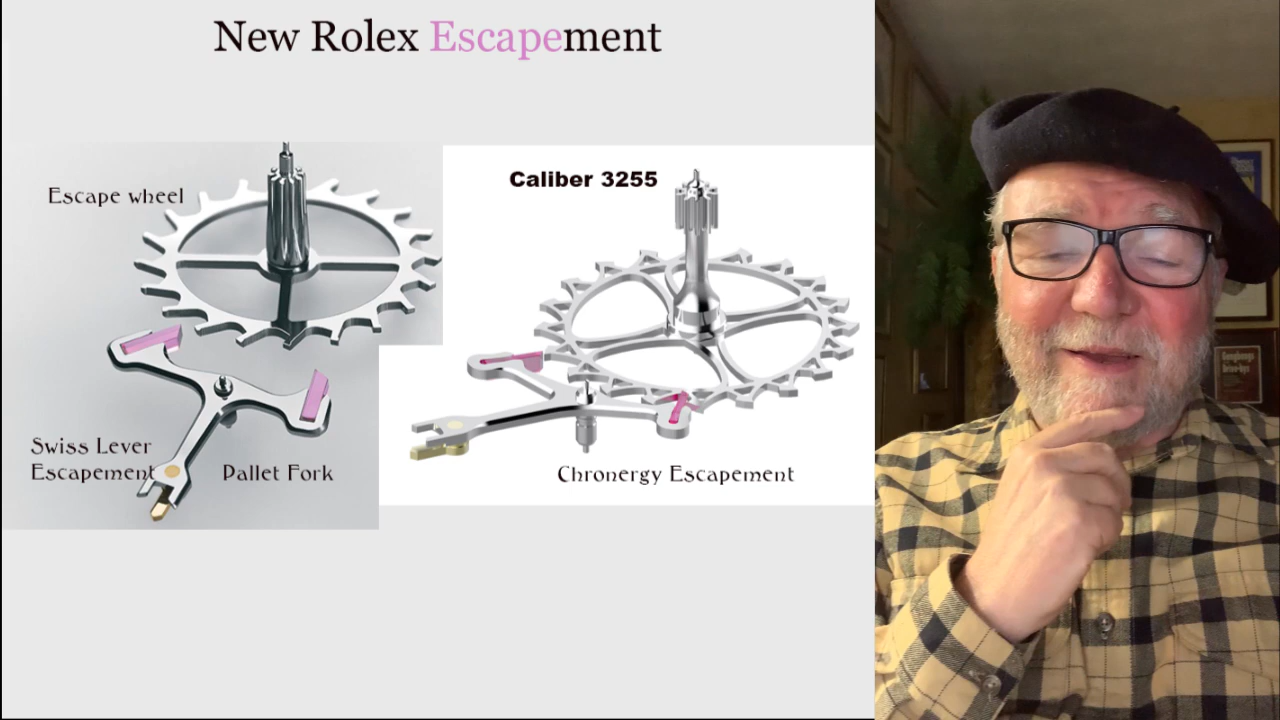 New Rolex Escapement
Escape wheel
Swiss Lever
Escapement
Pallet Fork
Caliber 3255
Chronergy Escapement